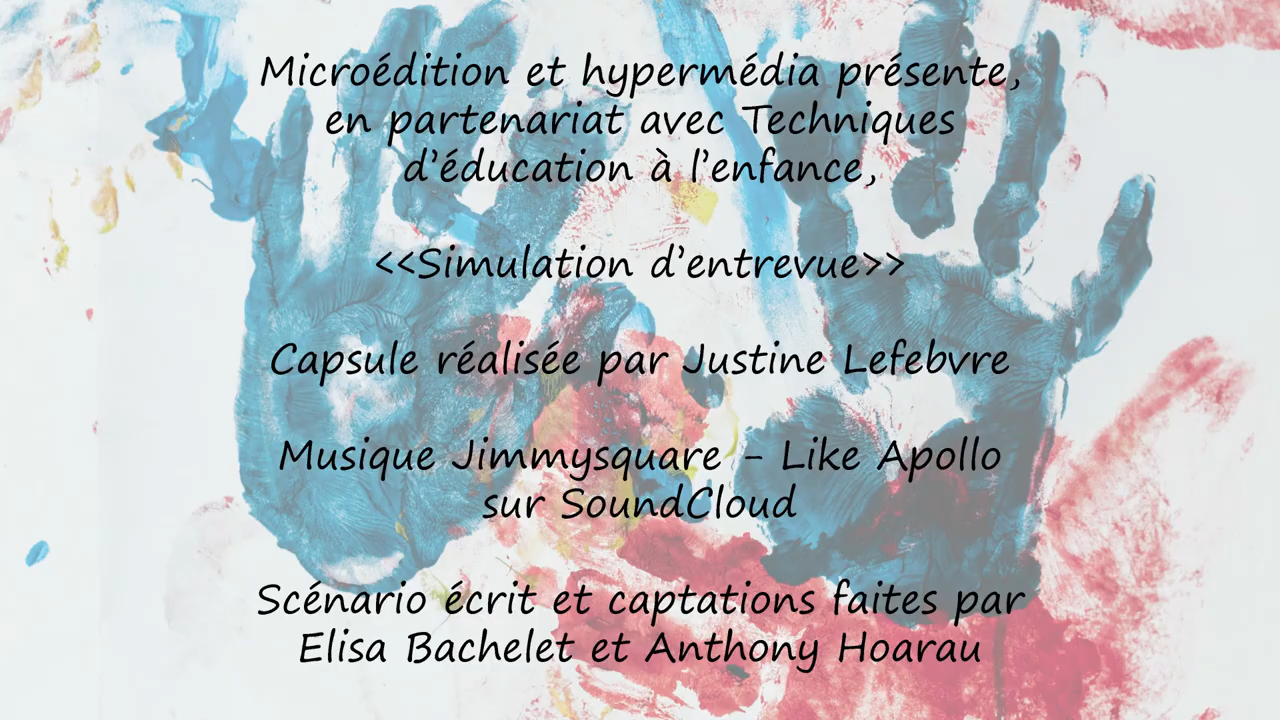 Microédition et hypermédia présente,
en partenariat avec Techniques
d’éducation à l’enfance,
<<Simulation d’entrevue>>
Capsule réalisée par Justine Lefebvre
Musique Jimmysquare - Like Apollo
sur SoundCloud
Scénario écrit et captations faites par
Elisa Bachelet et Anthony Hoarau